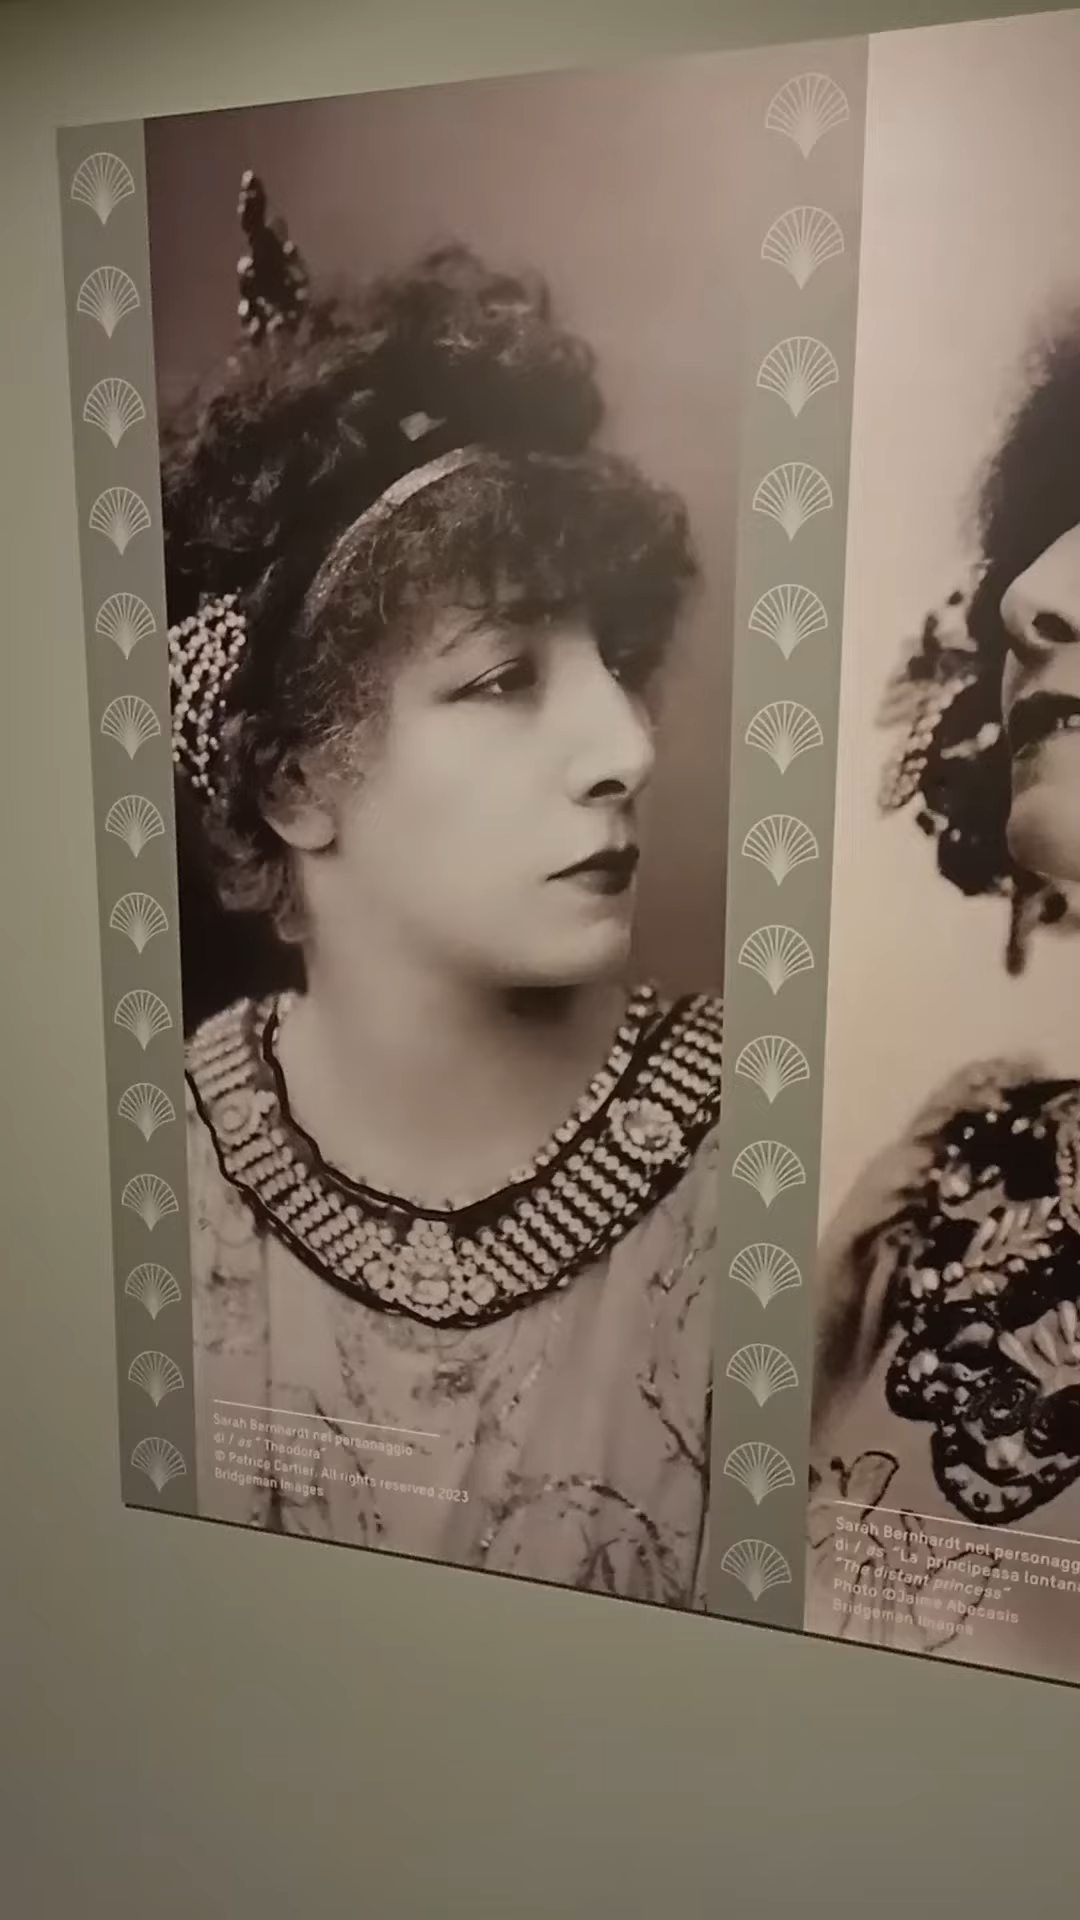 Sarah Bernhardt nel personaggio
di / as “Theodora”
© Patrice Cartier. All rights reserved 2023
Bridgeman Images
Sarah Bernhardt nel personagg
di / as “La principessa lontan
“The distant princess”
Photo ©Jaime Abecasis
Bridgeman Images